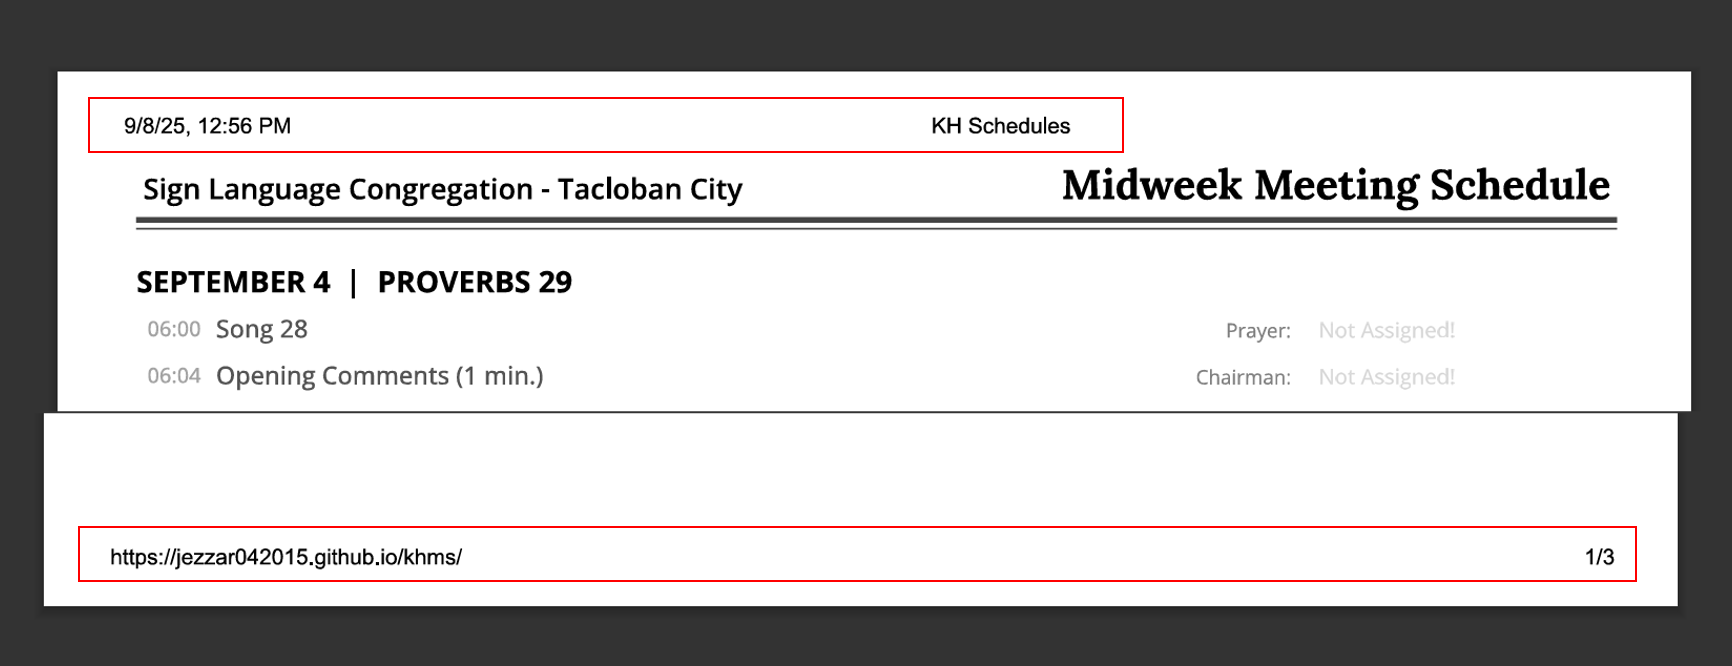 9/8/25, 12:56 PM KH Schedules
Sign Language Congregation - Tacloban City Midweek Meeting Schedule
SEPTEMBER 4 | PROVERBS 29
06:00 Song 28 Prayer: Not Assigned!
06:04 Opening Comments (1 min.) Chairman: Not Assigned!
https://jezzar042015.github.io/khms/ 1/3